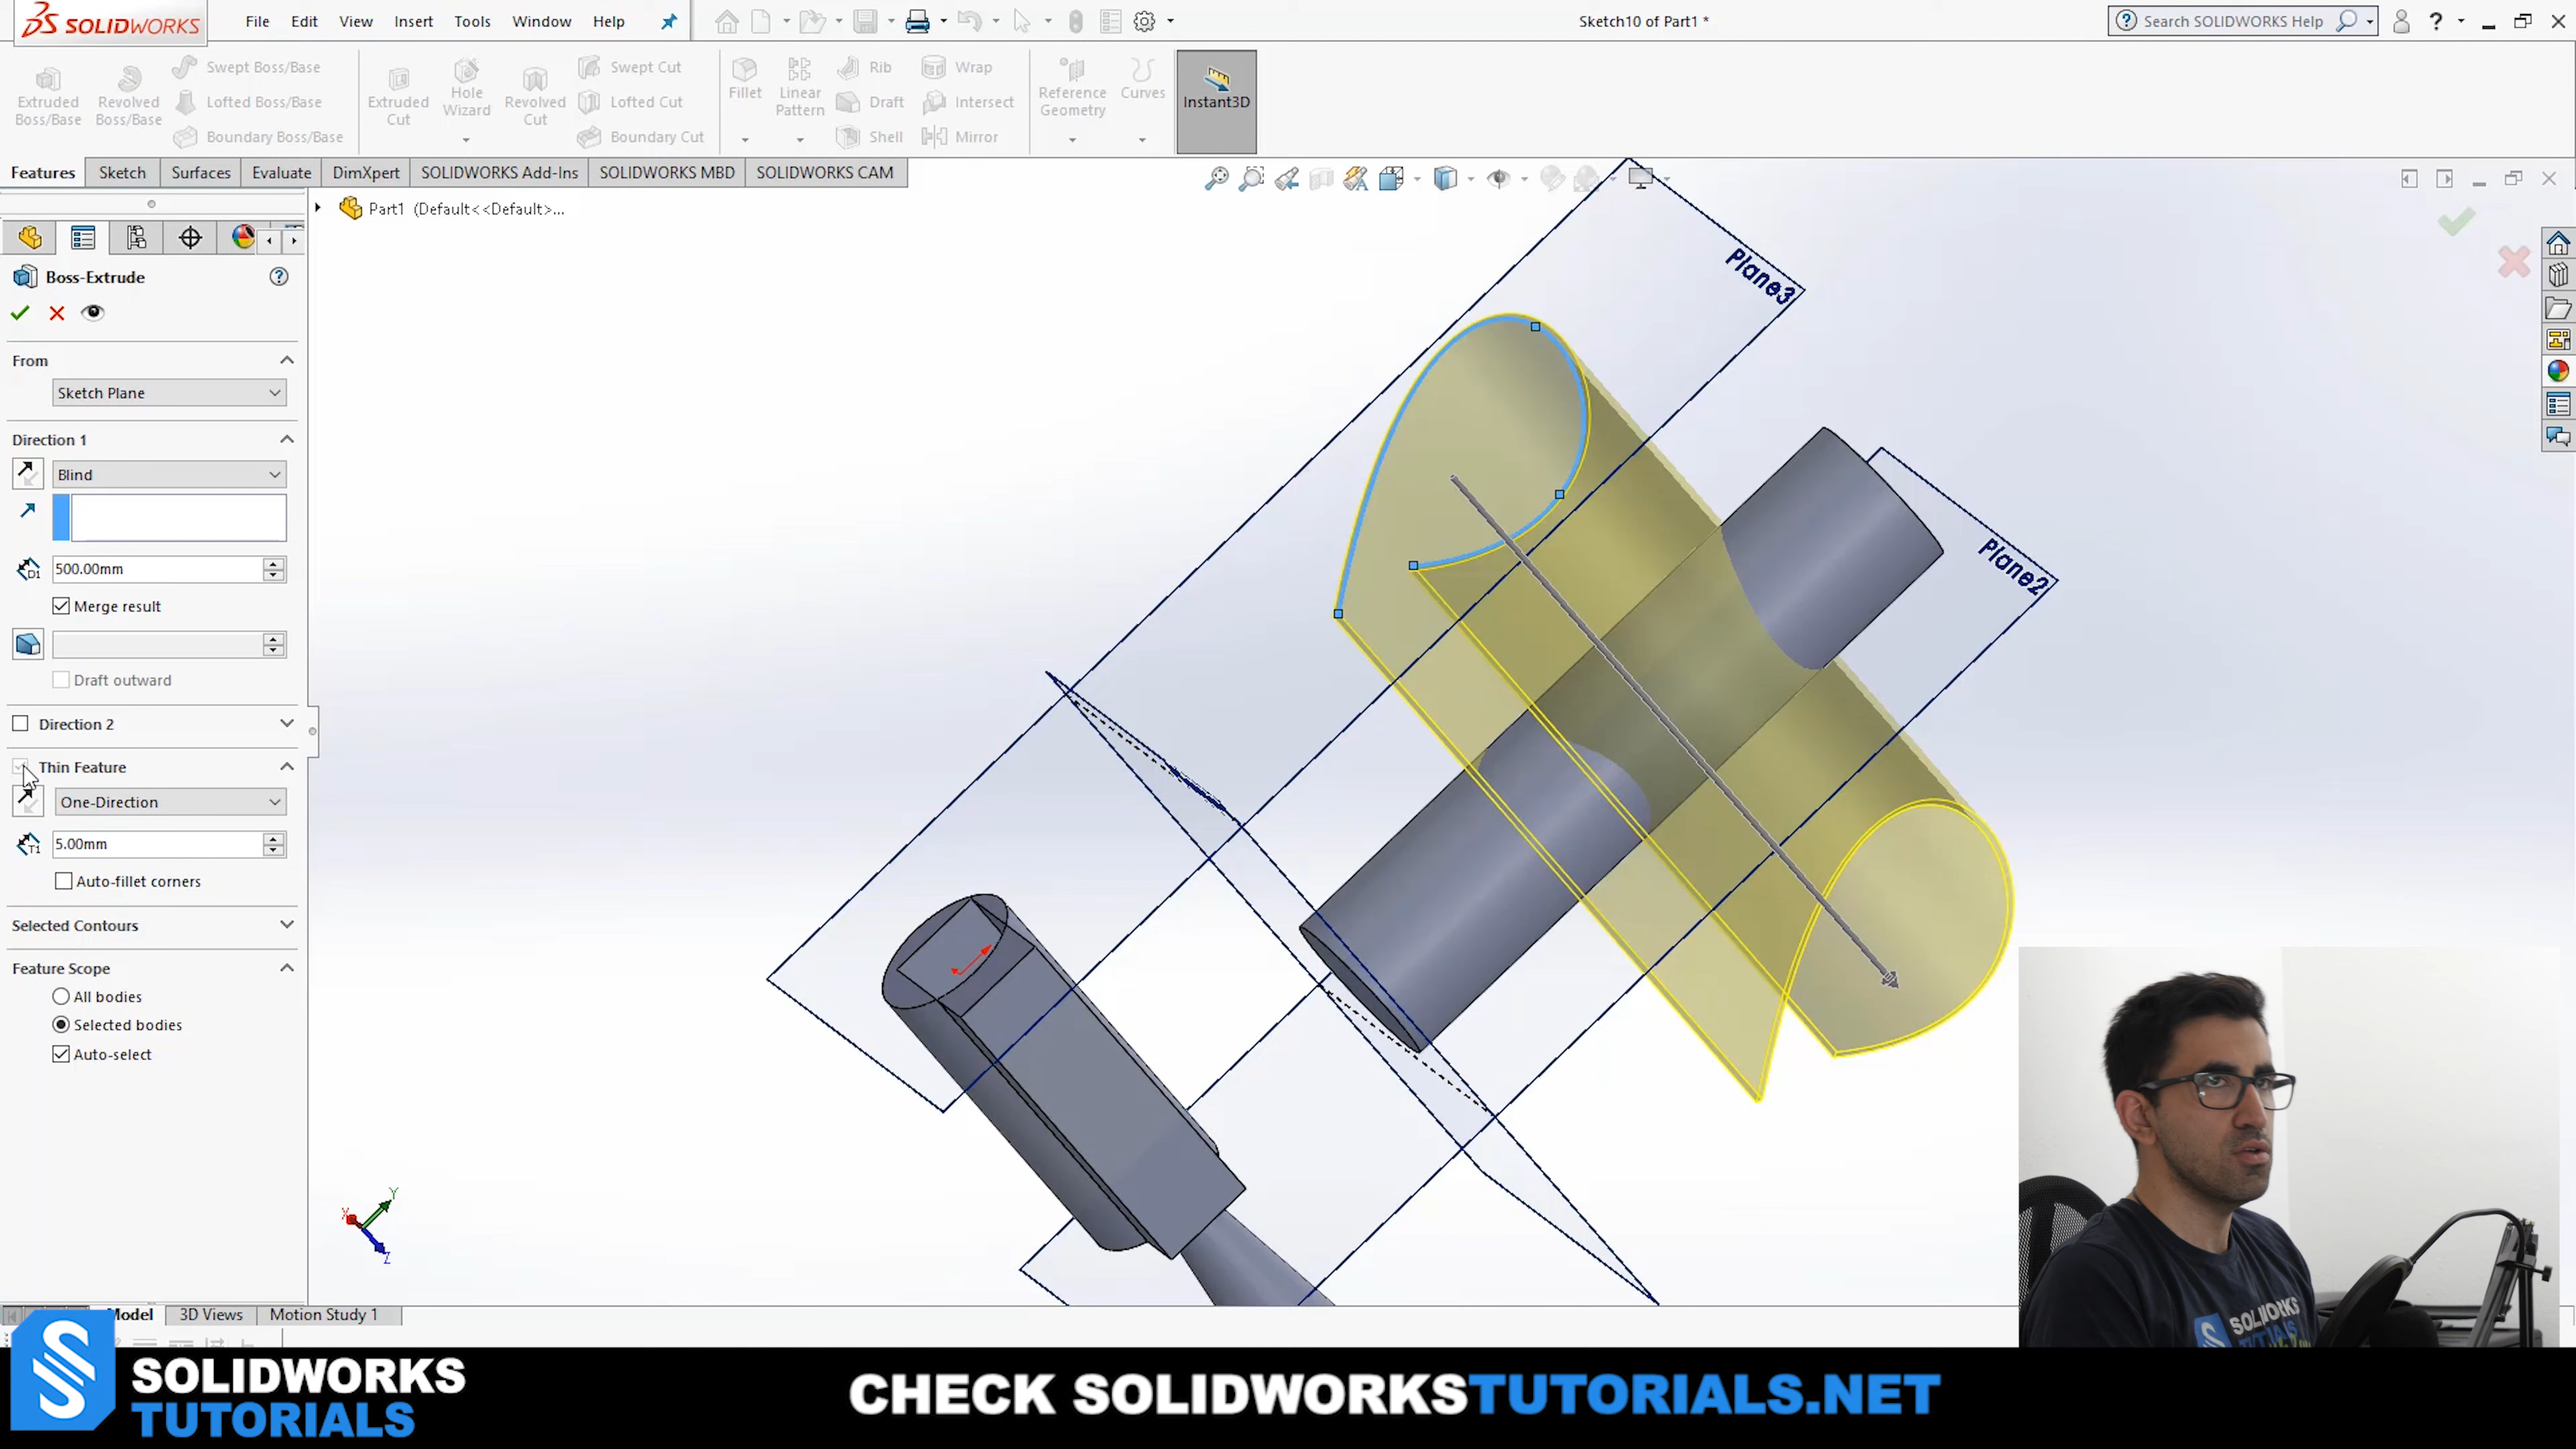 SOLIDWORKS
File Edit View Insert Tools Window Help
Sketch10 of Part1 *
Search SOLIDWORKS Help
Extruded Boss/Base
Revolved Boss/Base
Swept Boss/Base
Lofted Boss/Base
Boundary Boss/Base
Extruded Cut
Hole Wizard
Revolved Cut
Swept Cut
Lofted Cut
Boundary Cut
Fillet
Linear Pattern
Rib
Draft
Shell
Wrap
Intersect
Mirror
Reference Geometry
Curves
Instant3D
Features Sketch Surfaces Evaluate DimXpert SOLIDWORKS Add-Ins SOLIDWORKS MBD SOLIDWORKS CAM
Part1 (Default<<Default>...
Boss-Extrude
From
Sketch Plane
Direction 1
Blind
D1
500.00mm
Merge result
Draft outward
Direction 2
Thin Feature
One-Direction
T1
5.00mm
Auto-fillet corners
Selected Contours
Feature Scope
All bodies
Selected bodies
Auto-select
Plane3
Plane2
X
Y
Z
Model 3D Views Motion Study 1
SOLIDWORKS
TUTORIALS
SOLIDWORKS
TUTORIALS
CHECK SOLIDWORKSTUTORIALS.NET